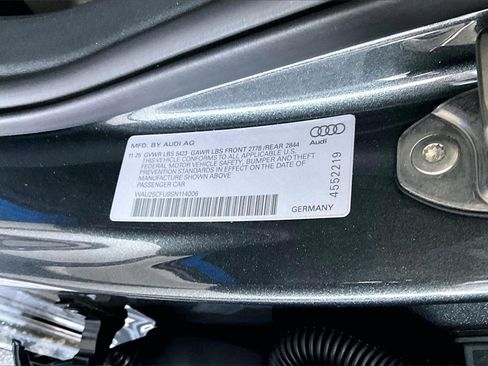 MFD. BY AUDI AG
11 25 GVWR LBS 5423 GAWR LBS FRONT 2778 /REAR 2844
THIS VEHICLE CONFORMS TO ALL APPLICABLE U.S.
FEDERAL MOTOR VEHICLE SAFETY, BUMPER AND THEFT
PREVENTION STANDARDS IN EFFECT ON THE DATE OF
MANUFACTURE SHOWN ABOVE.
PASSENGER CAR.
WAU25CFU9SN114006
Audi
4552219
GERMANY